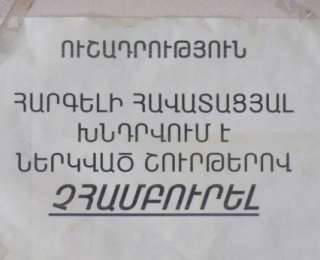 ՈՒՇԱԴՐՈՒԹՅՈՒՆ
ՀԱՐԳԵԼԻ ՀԱՎԱՏԱՑՅԱԼ
ԽՆԴՐՎՈՒՄ Է
ՆԵՐԿՎԱԾ ՇՈՒՐԹԵՐՈՎ
ՉՀԱՄԲՈՒՐԵԼ